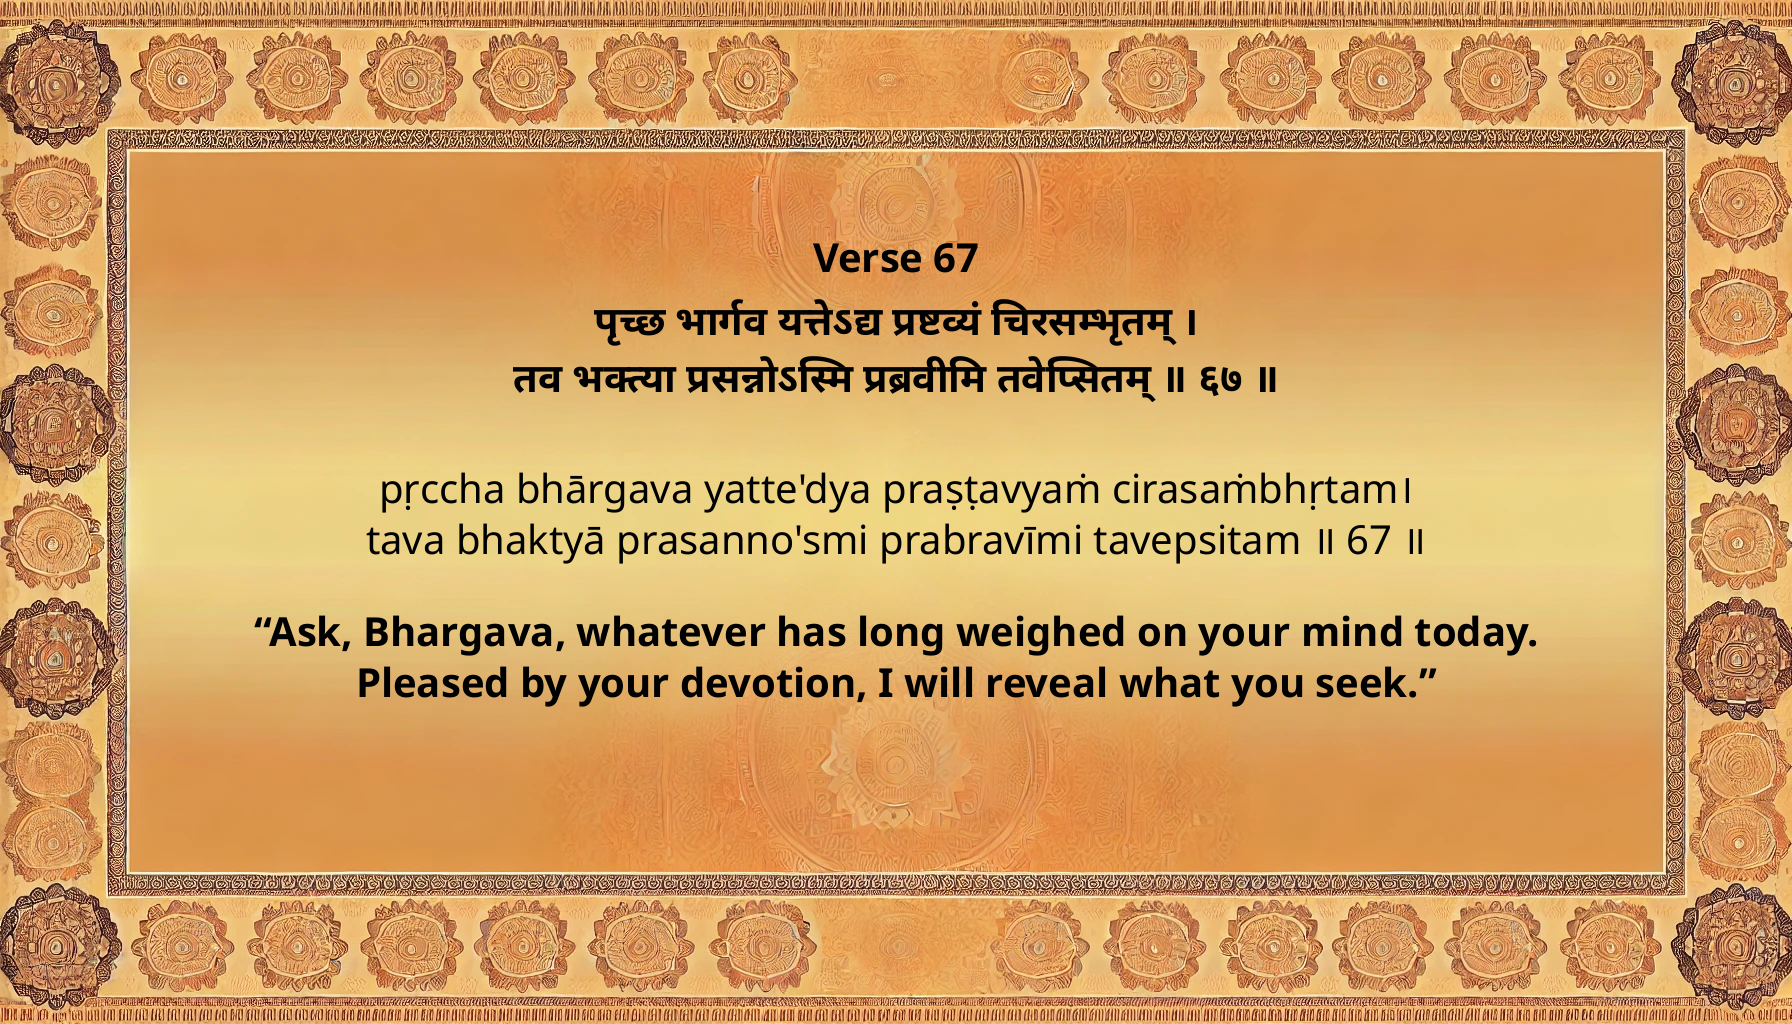 Verse 67
पृच्छ भार्गव यत्तेऽद्य प्रष्टव्यं चिरसम्भृतम् ।
तव भक्त्या प्रसन्नोऽस्मि प्रब्रवीमि तवेप्सितम् ॥ ६७ ॥
pṛccha bhārgava yatte'dya praṣṭavyaṁ cirasaṁbhṛtam।
tava bhaktyā prasanno'smi prabravīmi tavepsitam ॥ 67 ॥
“Ask, Bhargava, whatever has long weighed on your mind today.
Pleased by your devotion, I will reveal what you seek.”